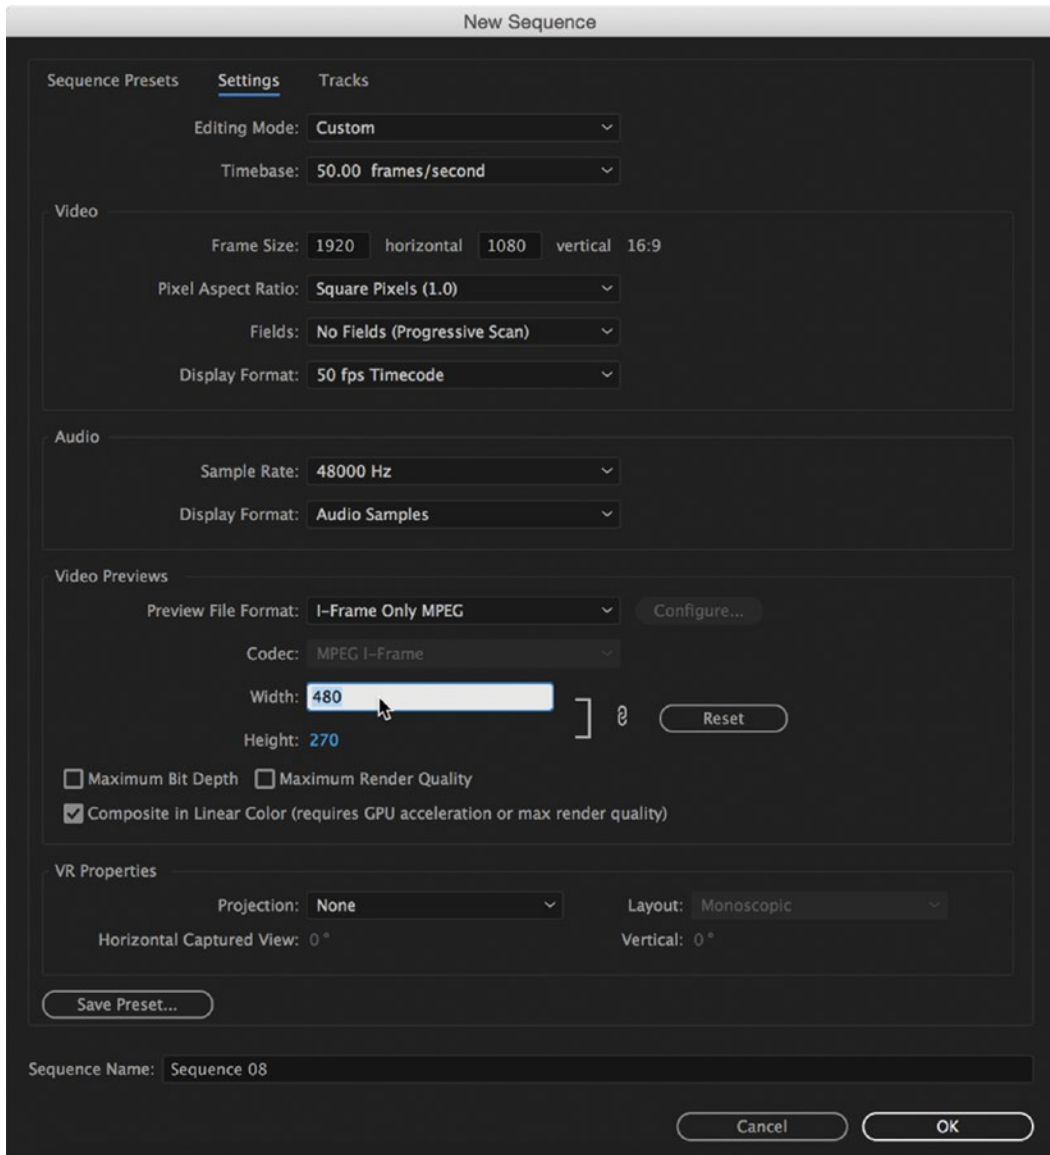 New Sequence
Sequence Presets Settings Tracks
Editing Mode: Custom
Timebase: 50.00 frames/second
Video
Frame Size: 1920 horizontal 1080 vertical 16:9
Pixel Aspect Ratio: Square Pixels (1.0)
Fields: No Fields (Progressive Scan)
Display Format: 50 fps Timecode
Audio
Sample Rate: 48000 Hz
Display Format: Audio Samples
Video Previews
Preview File Format: I-Frame Only MPEG Configure...
Codec: MPEG I-Frame
Width: 480
Reset
Height: 270
Maximum Bit Depth Maximum Render Quality
Composite in Linear Color (requires GPU acceleration or max render quality)
VR Properties
Projection: None Layout: Monoscopic
Horizontal Captured View: 0° Vertical: 0°
Save Preset...
Sequence Name: Sequence 08
Cancel OK